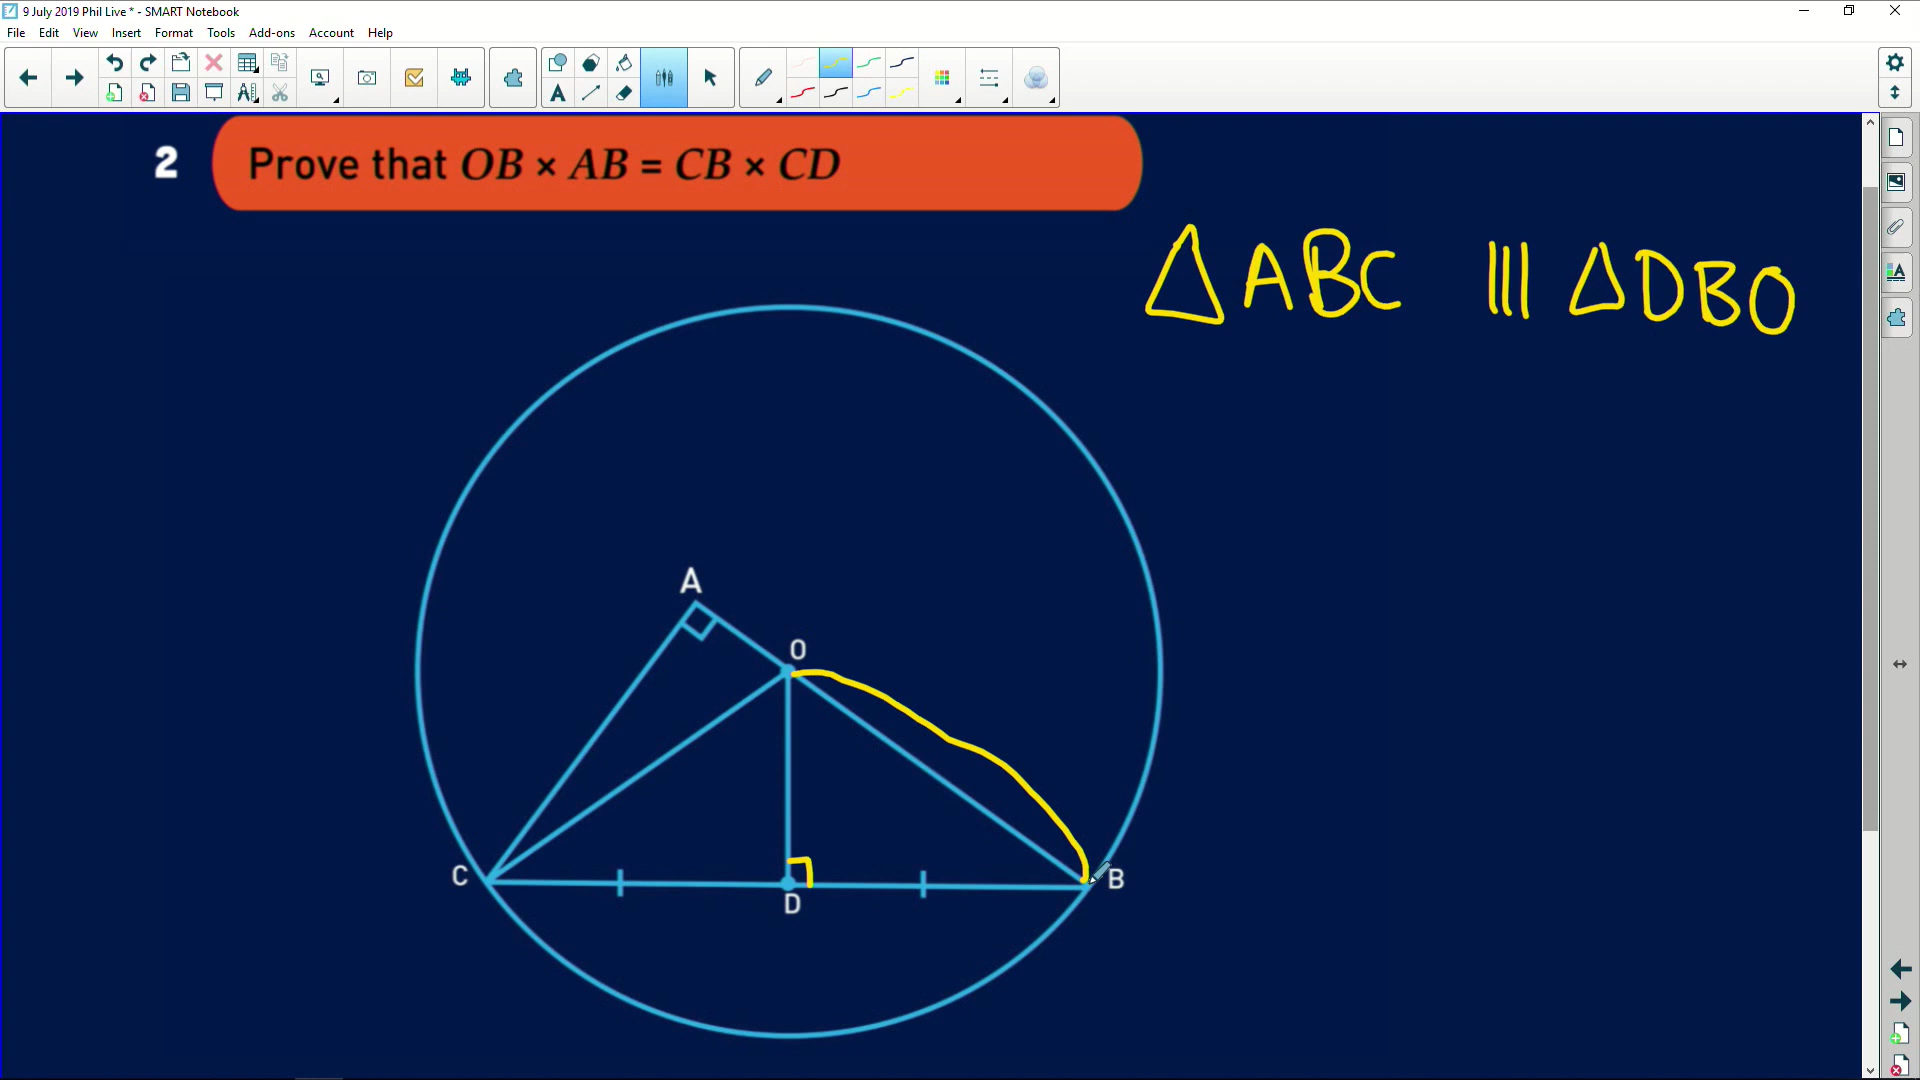 9 July 2019 Phil Live * - SMART Notebook
File Edit View Insert Format Tools Add-ons Account Help
2 Prove that OB × AB = CB × CD
△ABC ||| △DBO
A
O
C
B
D